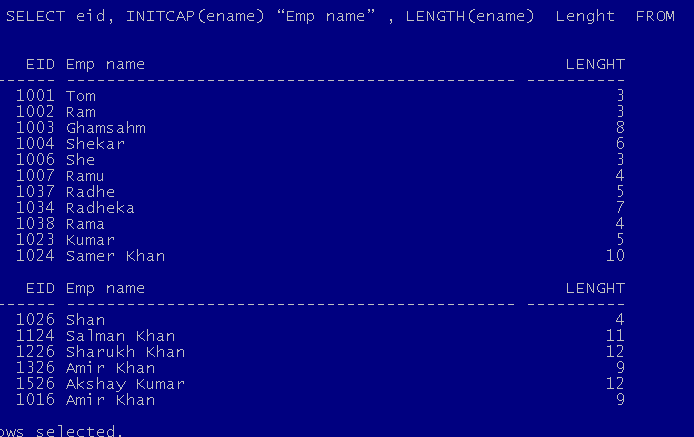 SELECT eid, INITCAP(ename) “Emp name” , LENGTH(ename) Lenght FROM
EID Emp name LENGHT
------ --------------------------------------------- ----------
1001 Tom 3
1002 Ram 3
1003 Ghamsahm 8
1004 Shekar 6
1006 She 3
1007 Ramu 4
1037 Radhe 5
1034 Radheka 7
1038 Rama 4
1023 Kumar 5
1024 Samer Khan 10
EID Emp name LENGHT
------ --------------------------------------------- ----------
1026 Shan 4
1124 Salman Khan 11
1226 Sharukh Khan 12
1326 Amir Khan 9
1526 Akshay Kumar 12
1016 Amir Khan 9
ows selected.